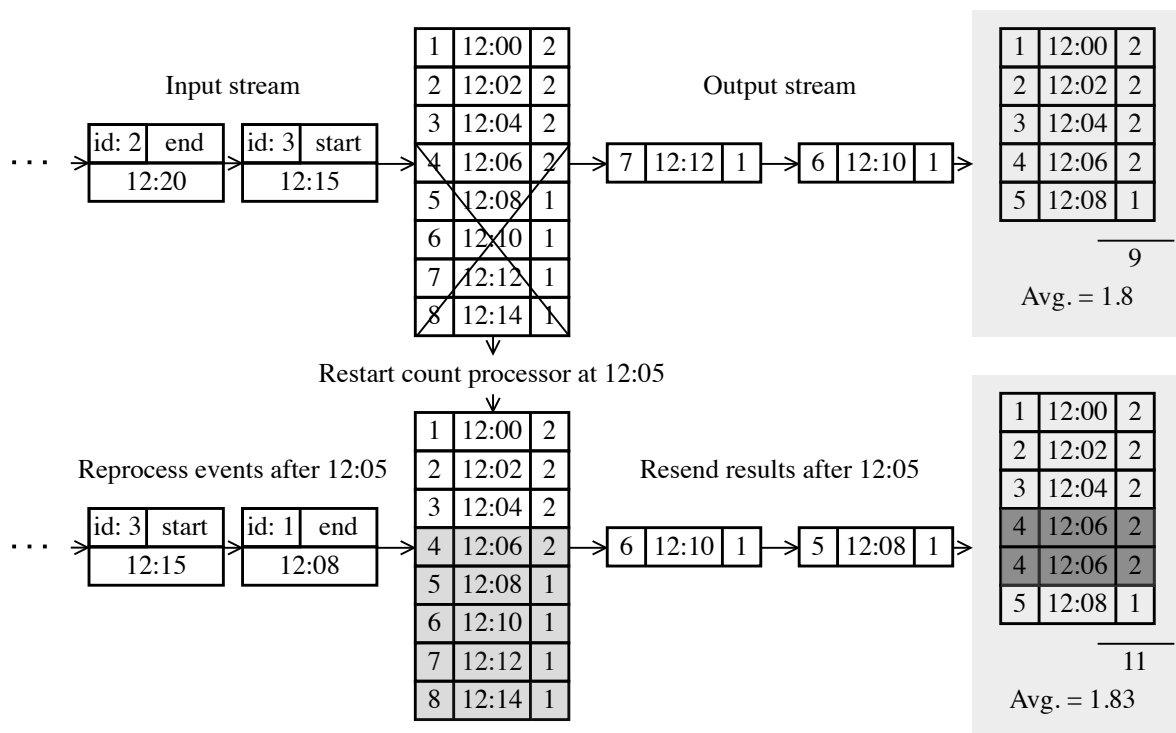 Input stream
· · ·
id: 2 end
12:20
id: 3 start
12:15
1 12:00 2
2 12:02 2
3 12:04 2
4 12:06 2
5 12:08 1
6 12:10 1
7 12:12 1
8 12:14 1
Output stream
7 12:12 1
6 12:10 1
1 12:00 2
2 12:02 2
3 12:04 2
4 12:06 2
5 12:08 1
9
Avg. = 1.8
Restart count processor at 12:05
Reprocess events after 12:05
· · ·
id: 3 start
12:15
id: 1 end
12:08
1 12:00 2
2 12:02 2
3 12:04 2
4 12:06 2
5 12:08 1
6 12:10 1
7 12:12 1
8 12:14 1
Resend results after 12:05
6 12:10 1
5 12:08 1
1 12:00 2
2 12:02 2
3 12:04 2
4 12:06 2
4 12:06 2
5 12:08 1
11
Avg. = 1.83